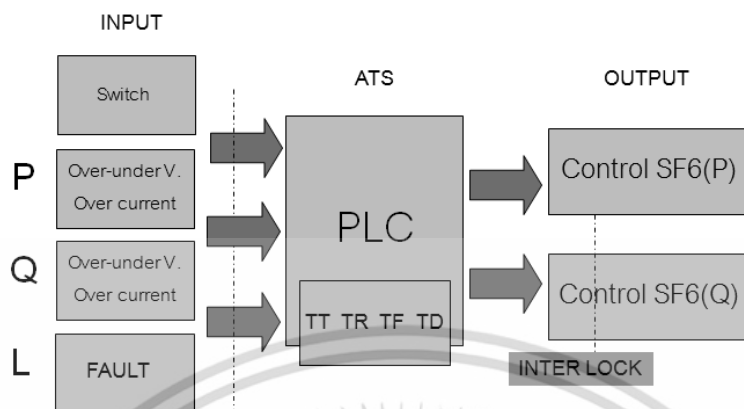 INPUT
ATS
OUTPUT
Switch
P
Over-under V.
Over current
Q
Over-under V.
Over current
L
FAULT
PLC
TT TR TF TD
Control SF6(P)
Control SF6(Q)
INTER LOCK